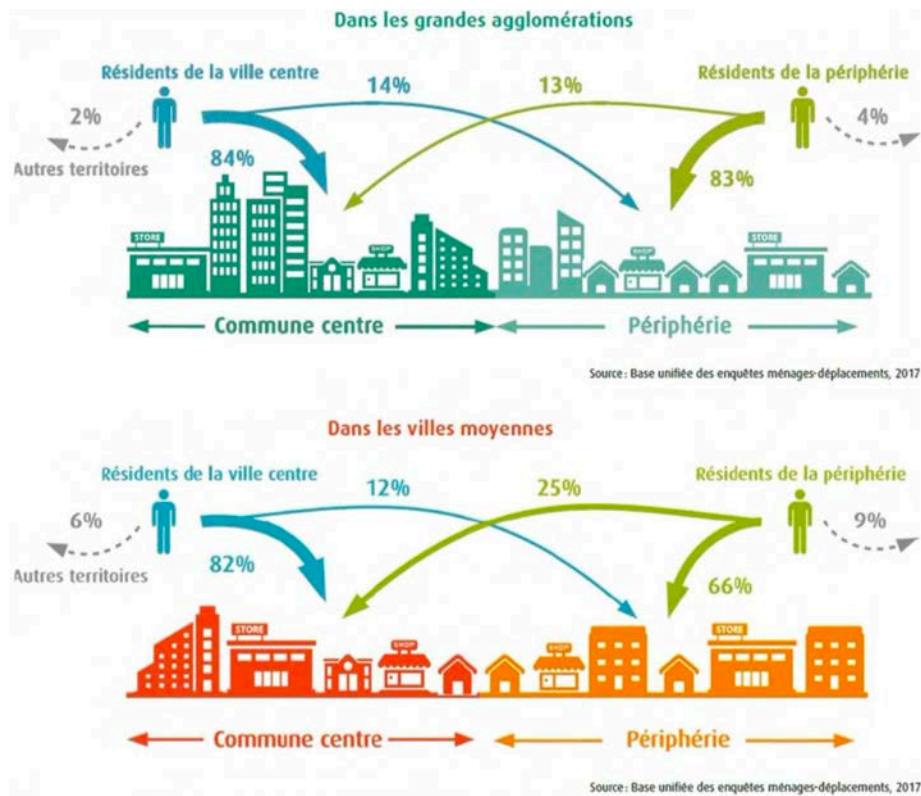 Dans les grandes agglomérations
Résidents de la ville centre
Résidents de la périphérie
2%
14%
13%
4%
Autres territoires
84%
83%
STORE
SHOP
SHOP
STORE
Commune centre
Périphérie
Source : Base unifiée des enquêtes ménages-déplacements, 2017
Dans les villes moyennes
Résidents de la ville centre
Résidents de la périphérie
6%
12%
25%
9%
Autres territoires
82%
66%
STORE
SHOP
SHOP
STORE
Commune centre
Périphérie
Source : Base unifiée des enquêtes ménages-déplacements, 2017